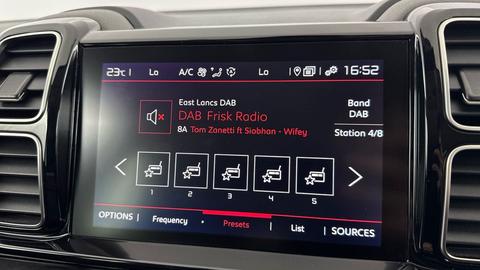 23°C Lo A/C Lo 16:52
East Lancs DAB
DAB Frisk Radio
8A Tom Zanetti ft Siobhan - Wifey
Band
DAB
Station 4/8
1 2 3 4 5
OPTIONS Frequency Presets List SOURCES